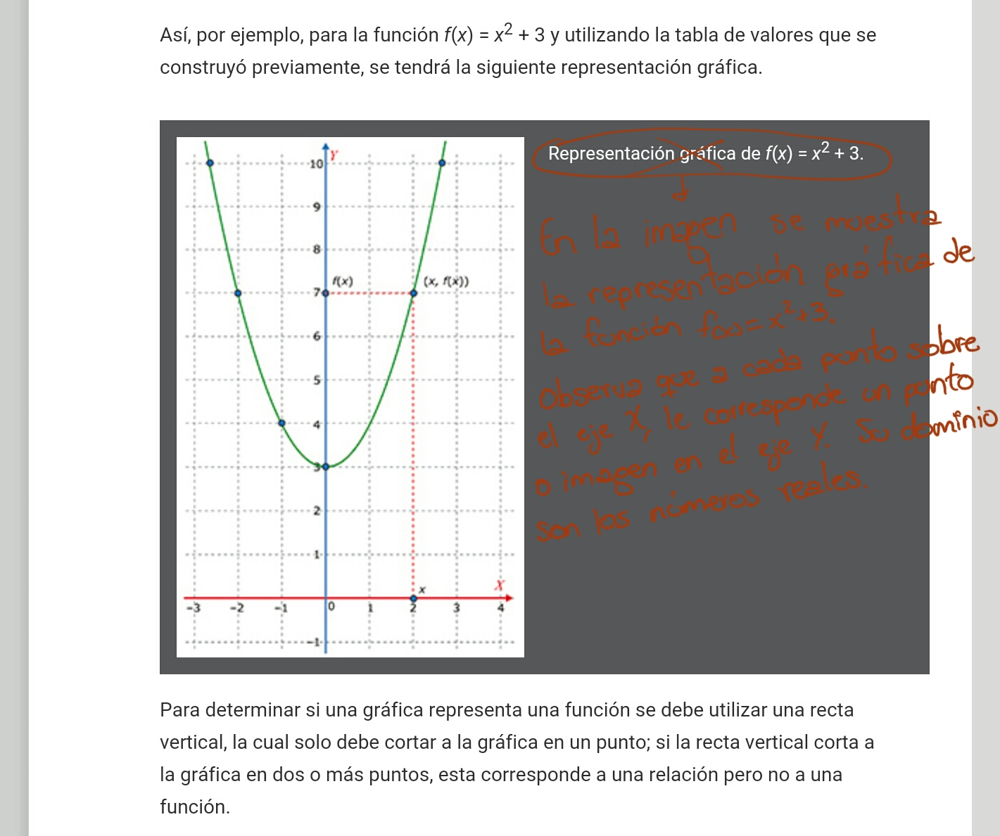 Así, por ejemplo, para la función f(x) = x² + 3 y utilizando la tabla de valores que se
construyó previamente, se tendrá la siguiente representación gráfica.
Y
10
9
8
7
6
5
4
3
2
1
-1
f(x)
(x, f(x))
x
X
-3 -2 -1 0 1 2 3 4
Representación gráfica de f(x) = x² + 3.
En la imagen se muestra
la representación gráfica de
la función f(x)=x²+3.
Observa que a cada punto sobre
el eje X, le corresponde un punto
o imagen en el eje Y. Su dominio
son los números reales.
Para determinar si una gráfica representa una función se debe utilizar una recta
vertical, la cual solo debe cortar a la gráfica en un punto; si la recta vertical corta a
la gráfica en dos o más puntos, esta corresponde a una relación pero no a una
función.